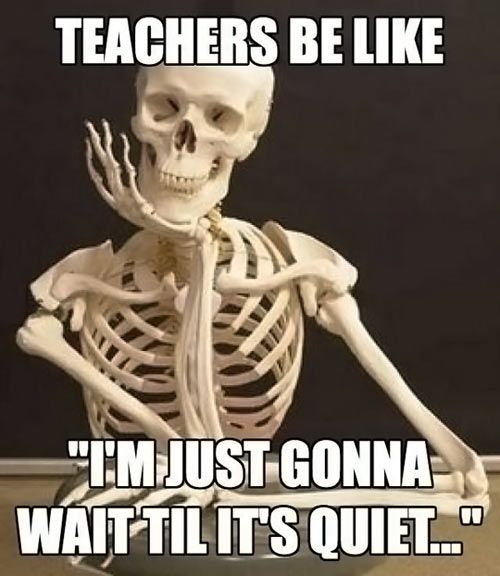 TEACHERS BE LIKE
"I'M JUST GONNA
WAIT TIL IT'S QUIET..."